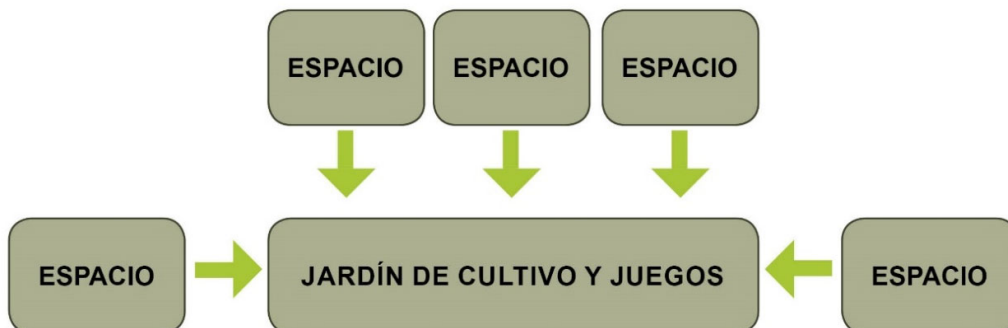 ESPACIO
ESPACIO
ESPACIO
ESPACIO
JARDÍN DE CULTIVO Y JUEGOS
ESPACIO